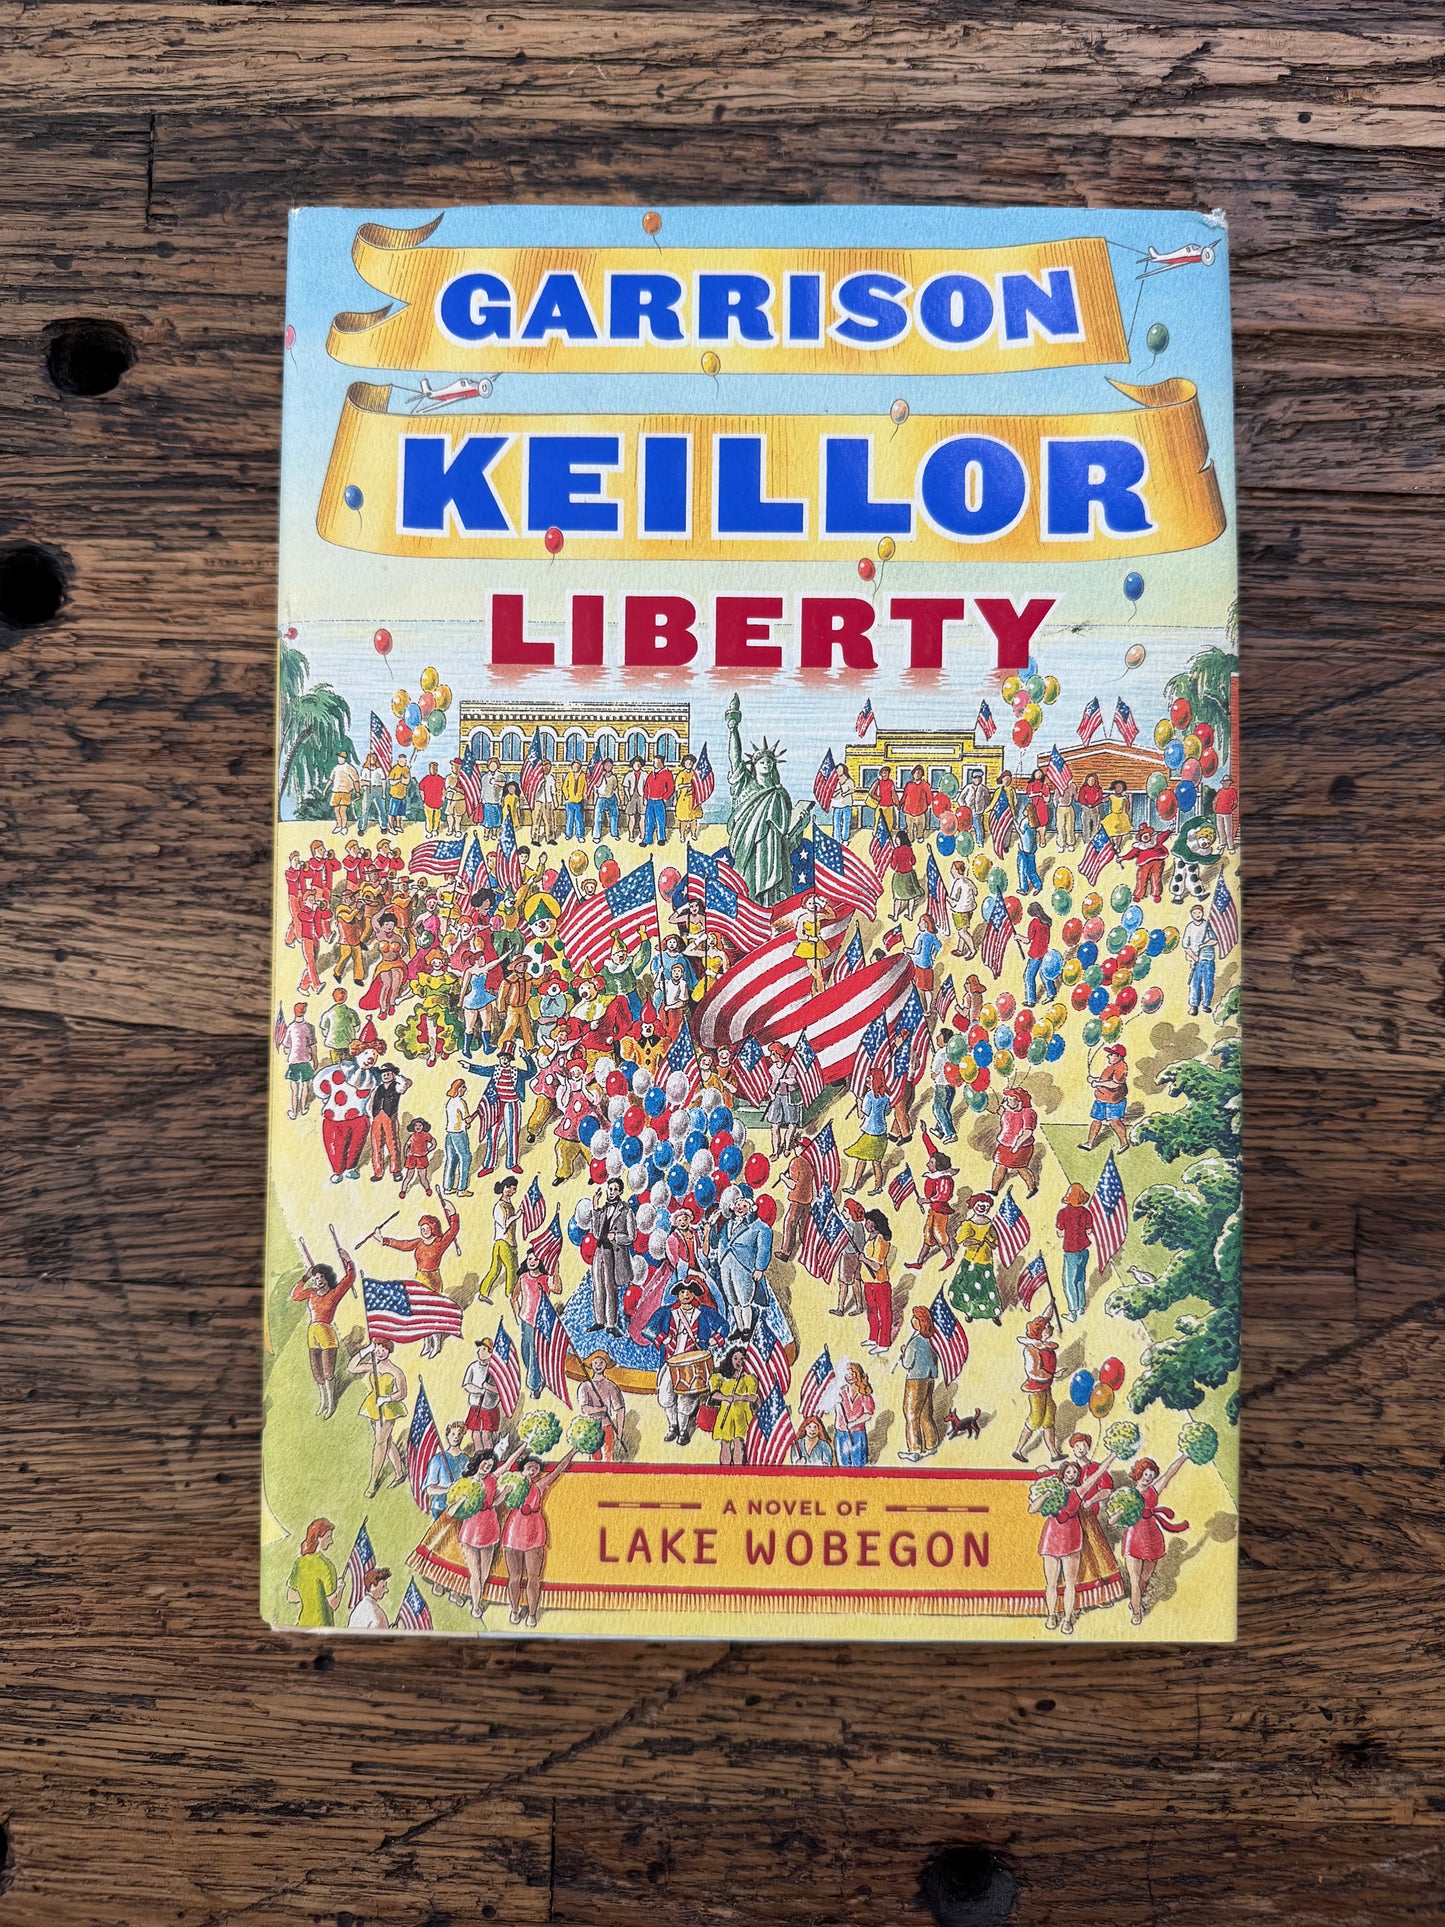 GARRISON
KEILLOR
LIBERTY
A NOVEL OF
LAKE WOBEGON